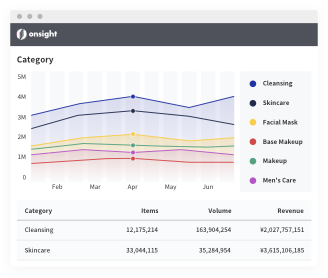 onsight
Category
5M
4M
3M
2M
1M
0
Feb Mar Apr May Jun
Cleansing
Skincare
Facial Mask
Base Makeup
Makeup
Men's Care
Category Items Volume Revenue
Cleansing 12,175,214 163,904,254 ¥2,027,757,151
Skincare 33,044,115 35,284,954 ¥3,615,106,185